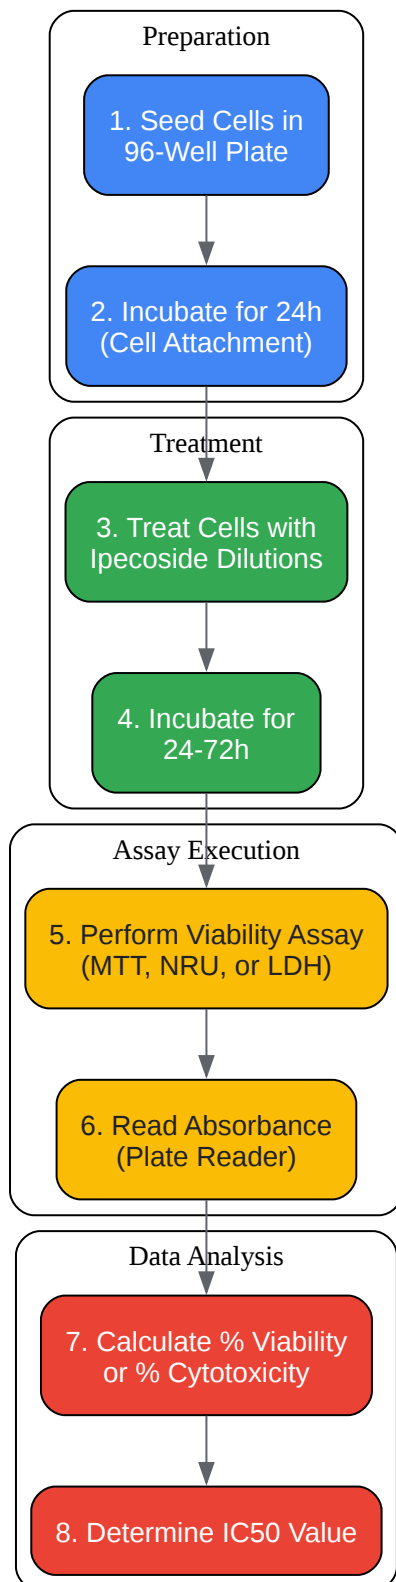 Preparation
1. Seed Cells in
96-Well Plate
2. Incubate for 24h
(Cell Attachment)
Treatment
3. Treat Cells with
Ipecoside Dilutions
4. Incubate for
24-72h
Assay Execution
5. Perform Viability Assay
(MTT, NRU, or LDH)
6. Read Absorbance
(Plate Reader)
Data Analysis
7. Calculate % Viability
or % Cytotoxicity
8. Determine IC50 Value